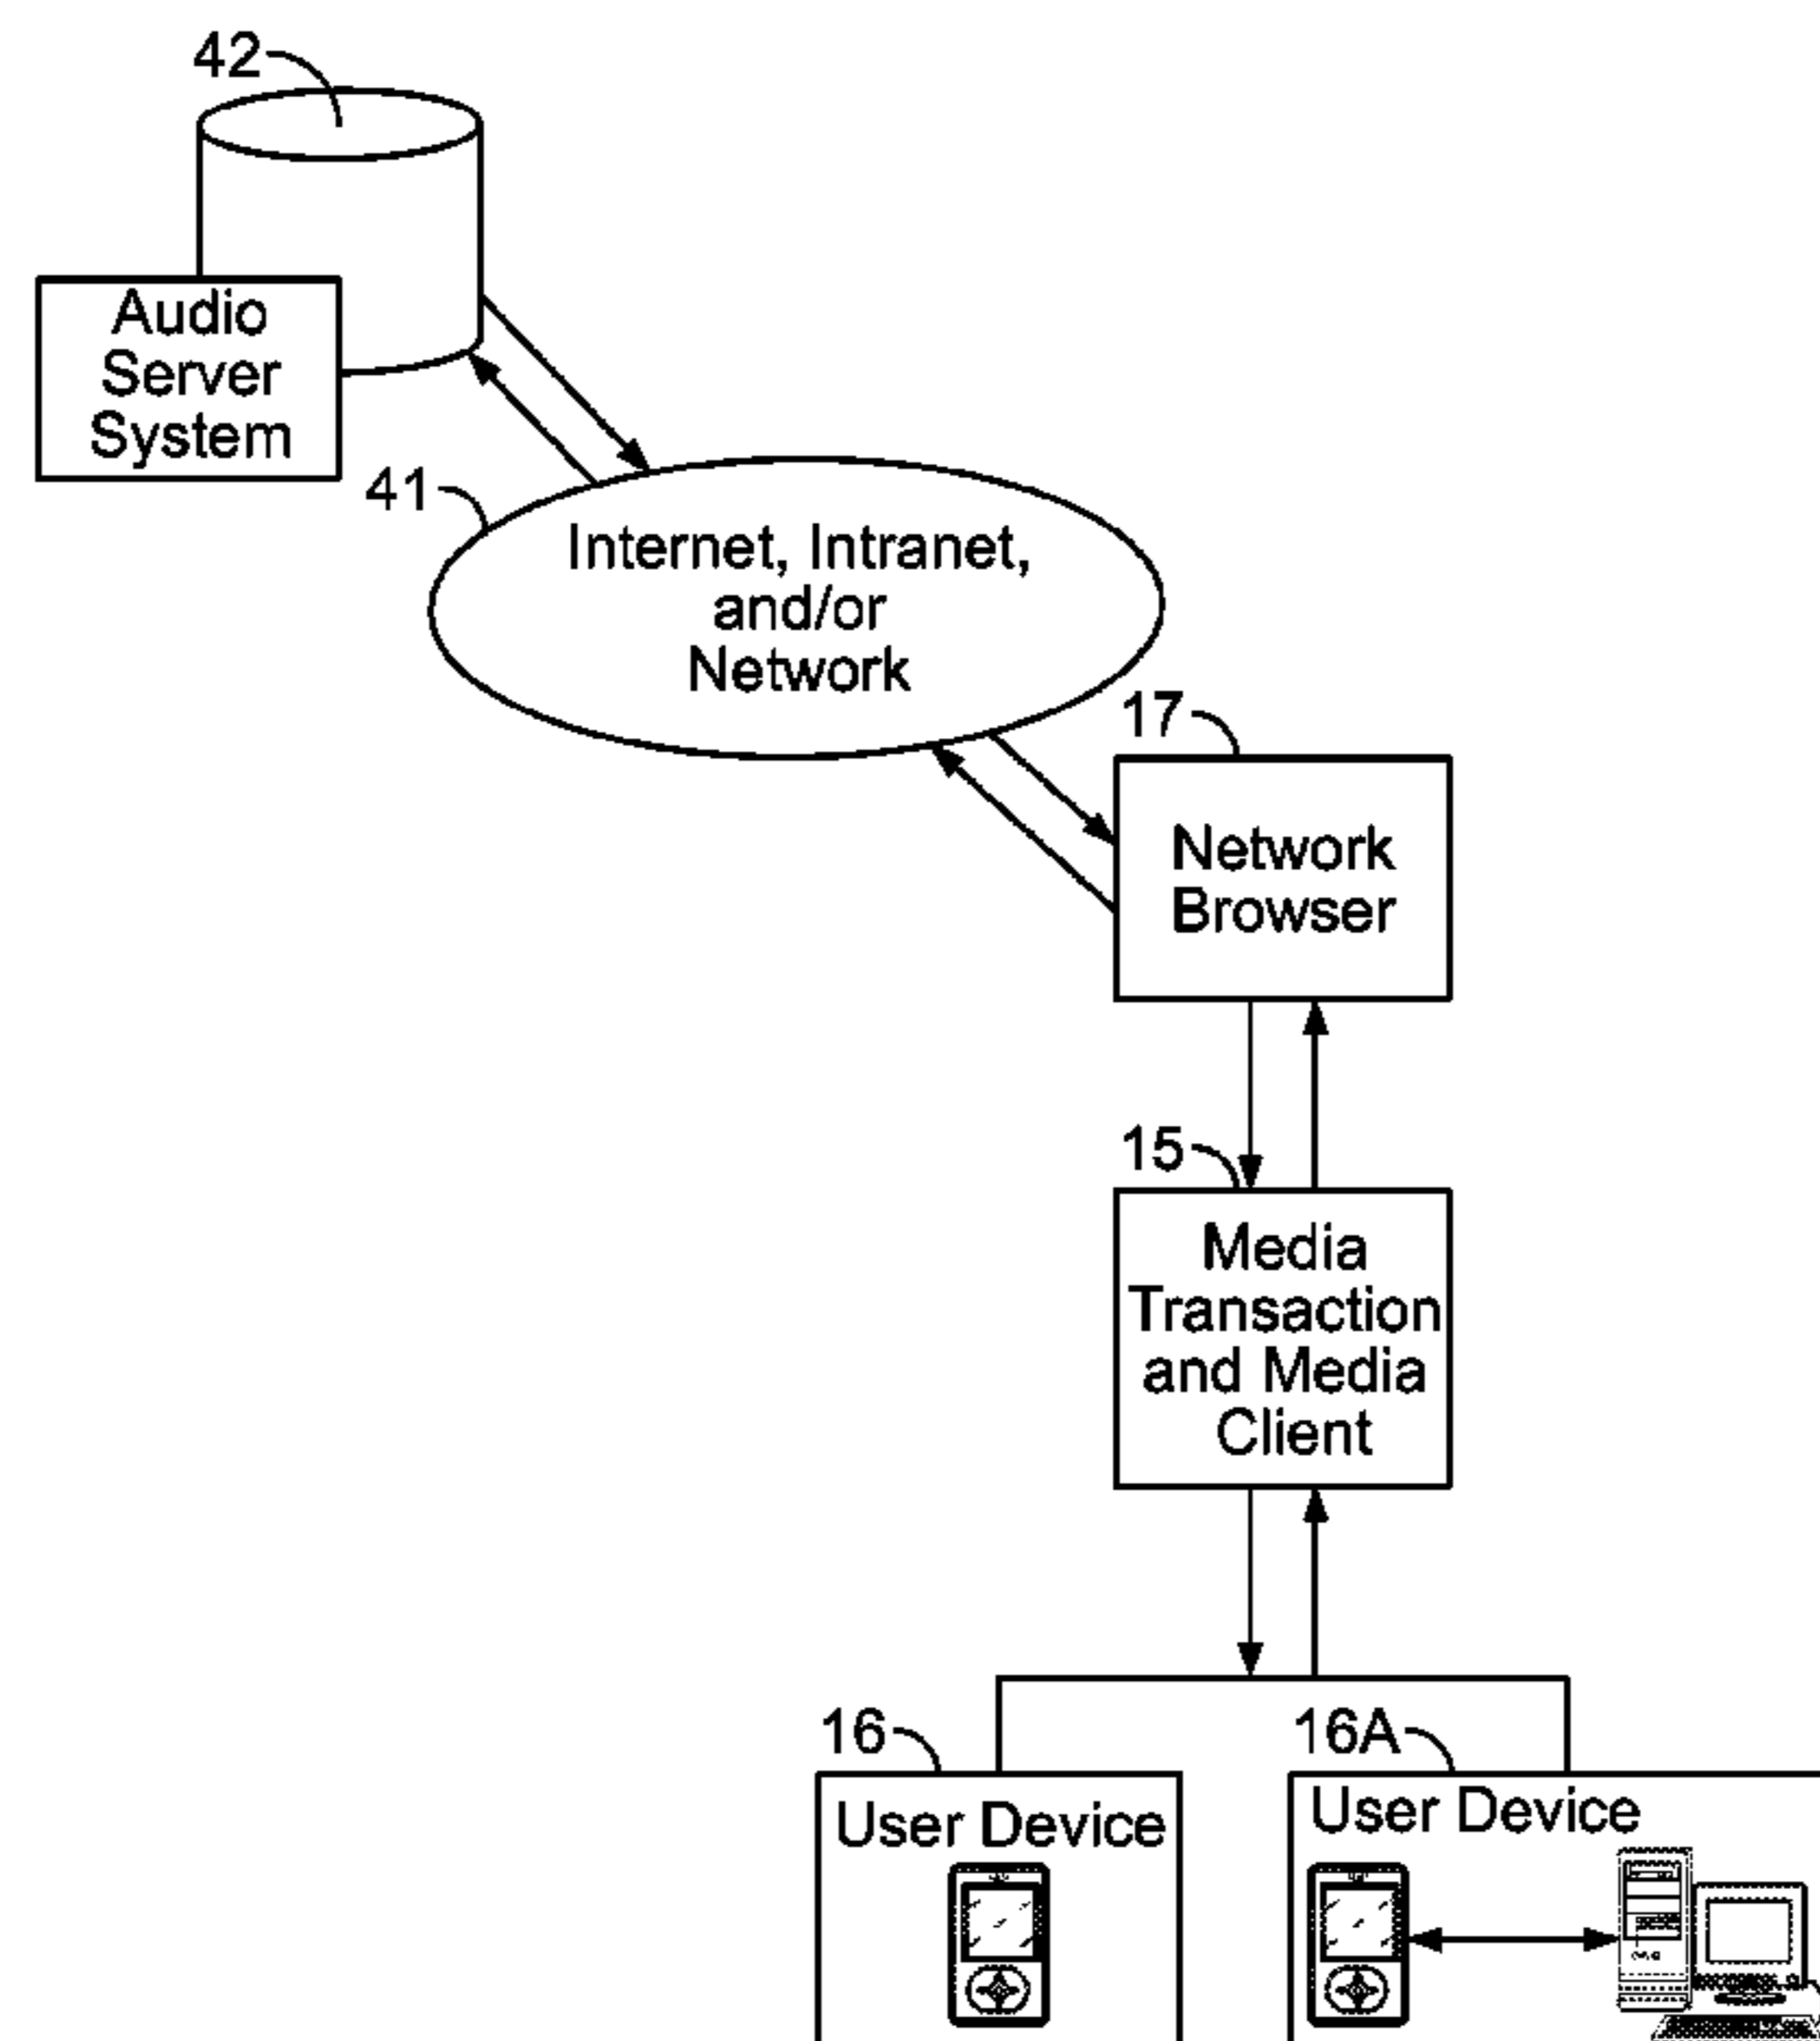 42
Audio
Server
System
41
Internet, Intranet,
and/or
Network
17
Network
Browser
15
Media
Transaction
and Media
Client
16
User Device
16A
User Device